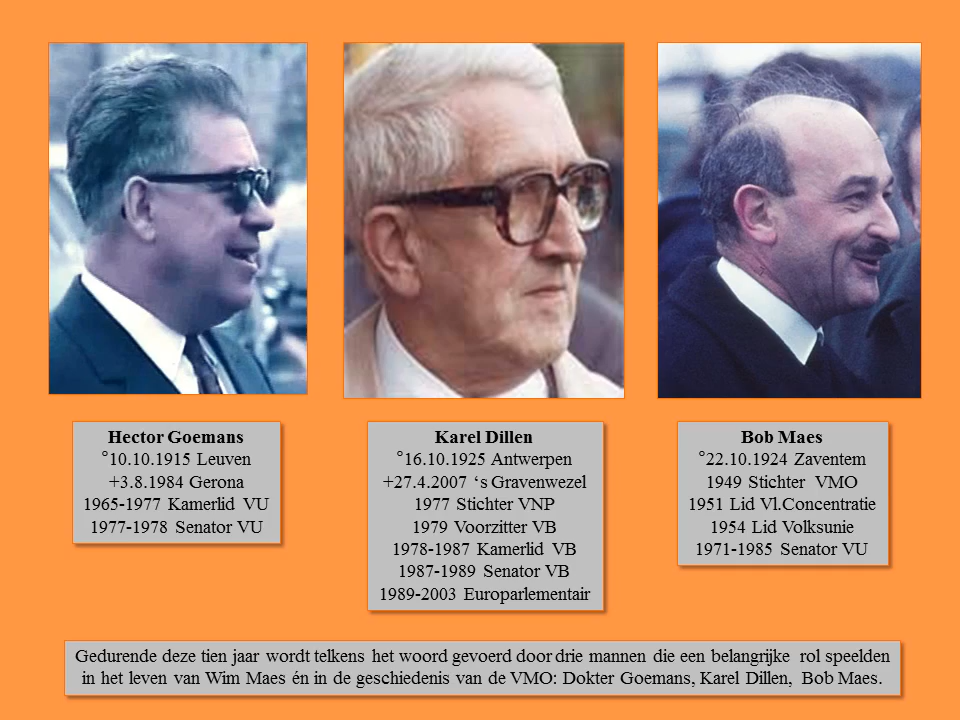 Hector Goemans
°10.10.1915 Leuven
+3.8.1984 Gerona
1965-1977 Kamerlid VU
1977-1978 Senator VU
Karel Dillen
°16.10.1925 Antwerpen
+27.4.2007 ‘s Gravenwezel
1977 Stichter VNP
1979 Voorzitter VB
1978-1987 Kamerlid VB
1987-1989 Senator VB
1989-2003 Europarlementair
Bob Maes
°22.10.1924 Zaventem
1949 Stichter VMO
1951 Lid Vl.Concentratie
1954 Lid Volksunie
1971-1985 Senator VU
Gedurende deze tien jaar wordt telkens het woord gevoerd door drie mannen die een belangrijke rol speelden
in het leven van Wim Maes én in de geschiedenis van de VMO: Dokter Goemans, Karel Dillen, Bob Maes.